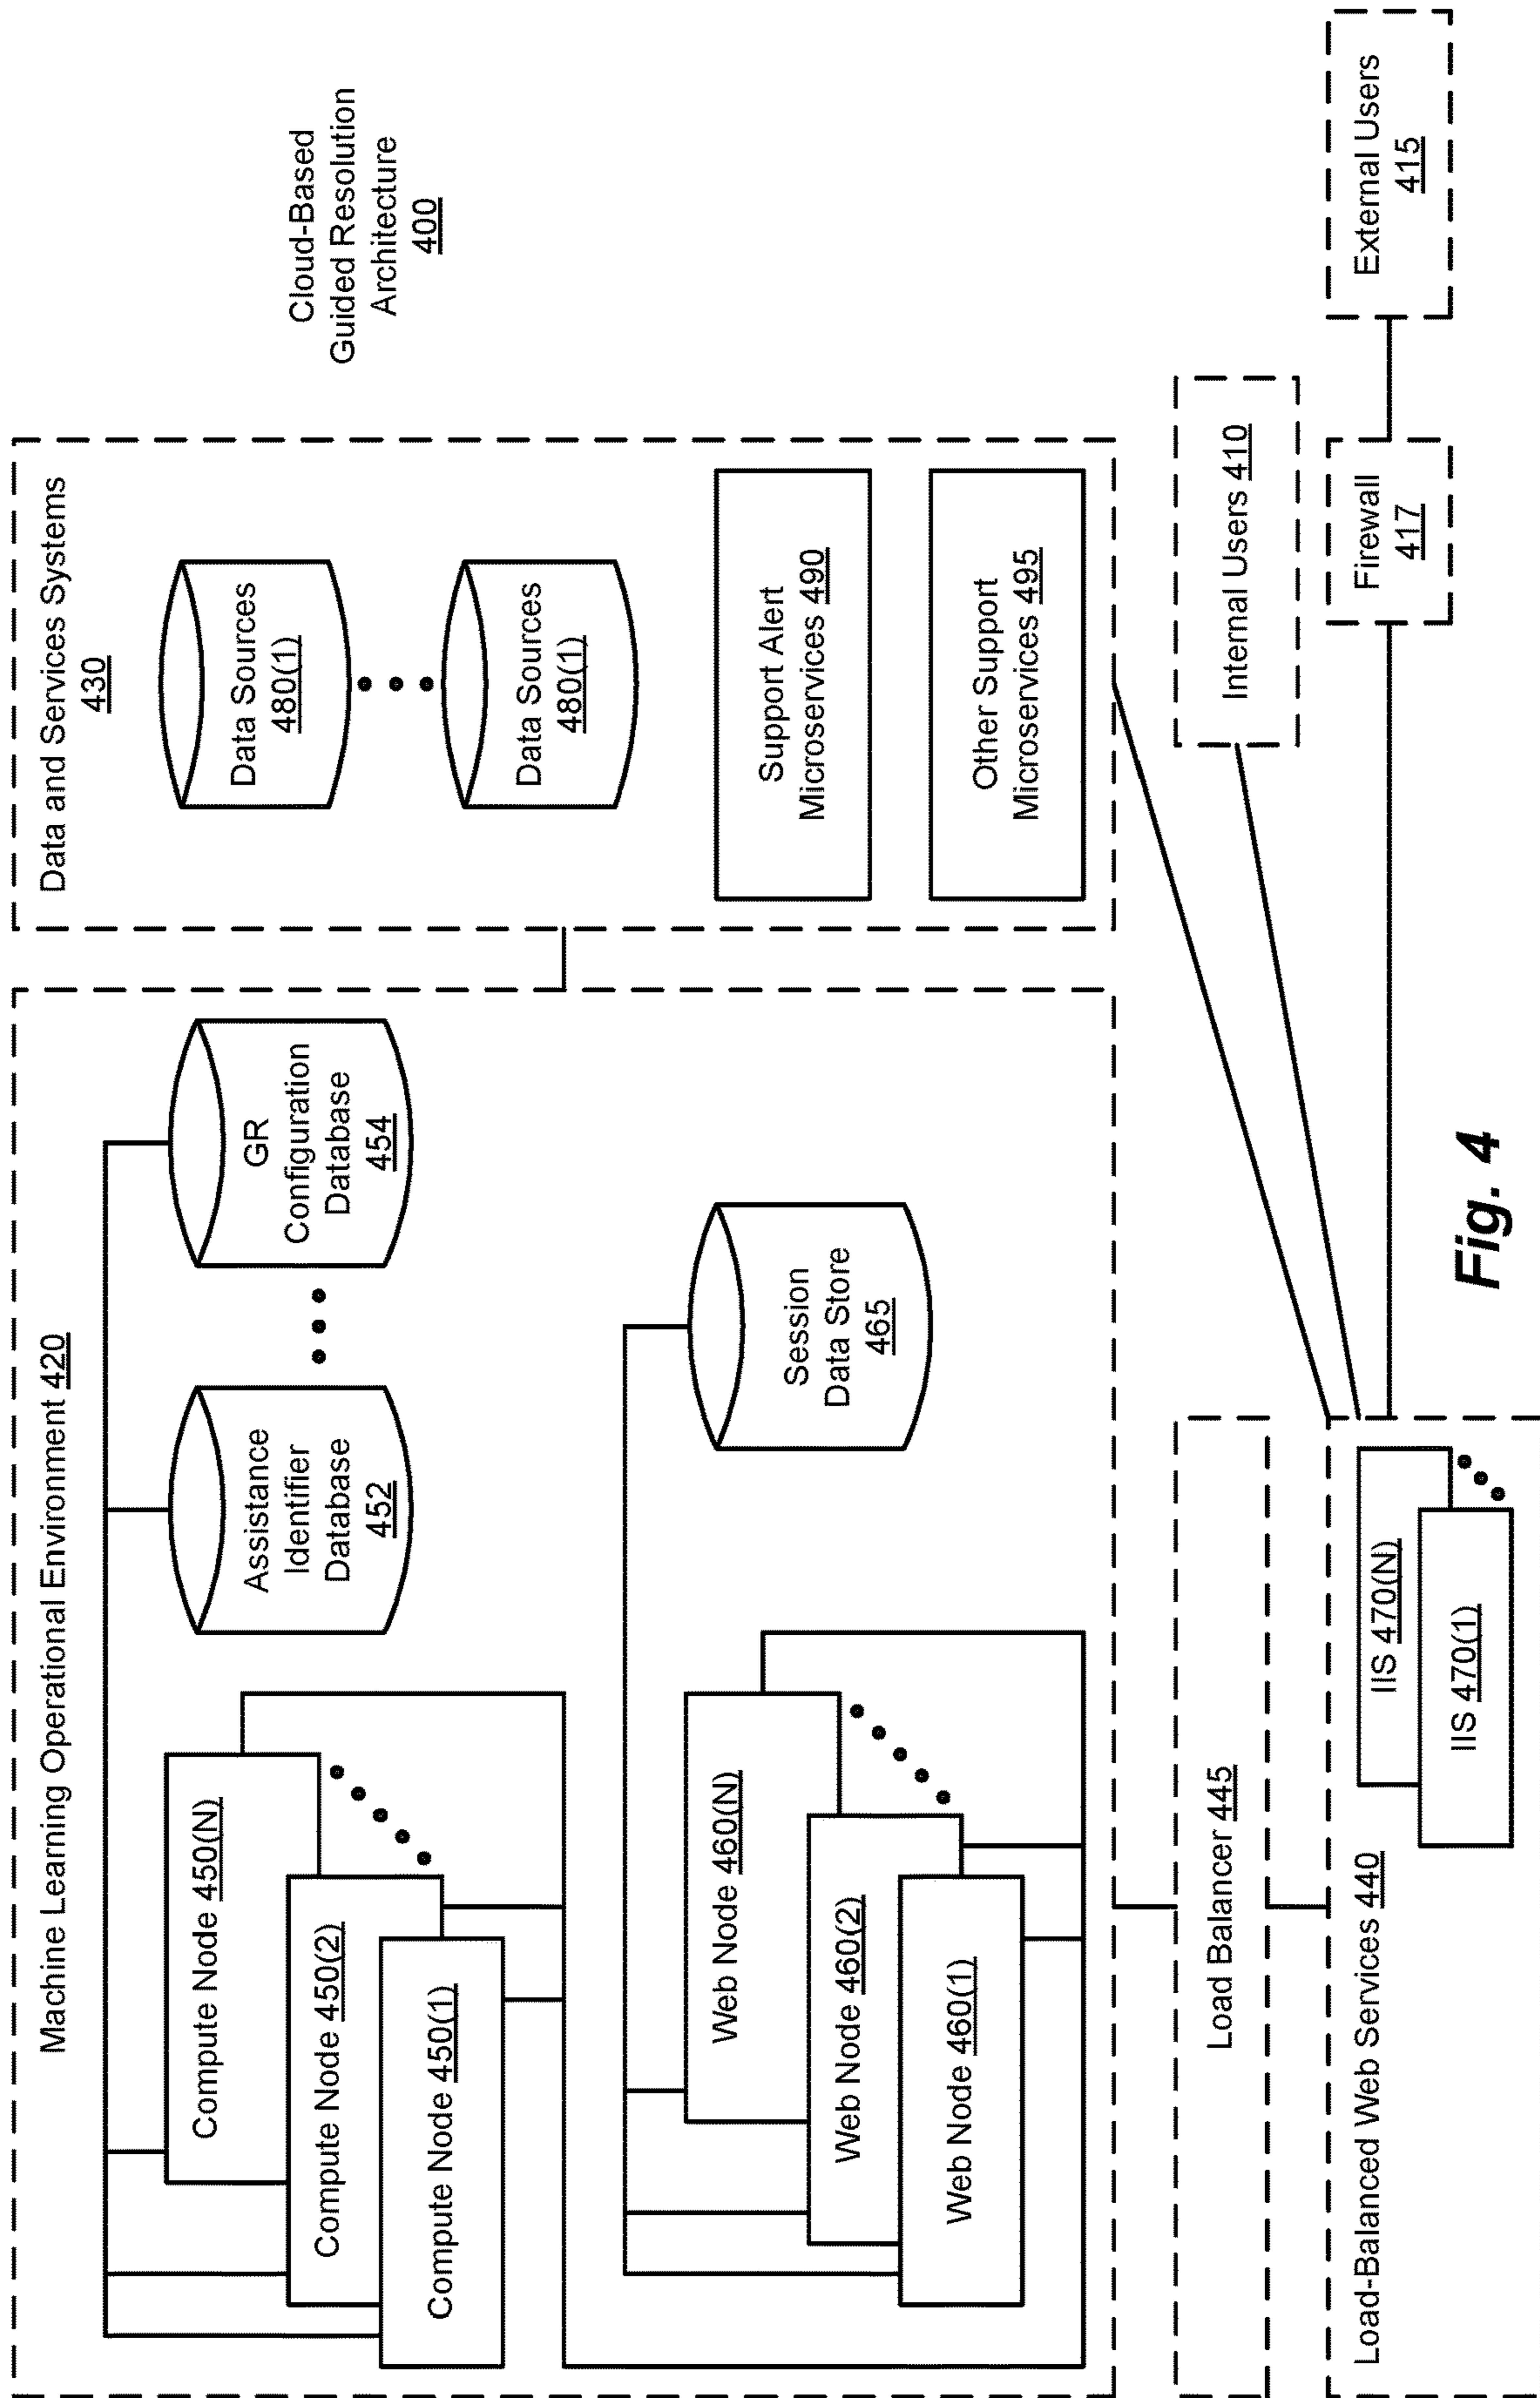 Machine Learning Operational Environment 420
Compute Node 450(N)
Compute Node 450(2)
Compute Node 450(1)
Assistance
Identifier
Database
452
GR
Configuration
Database
454
Web Node 460(N)
Web Node 460(2)
Web Node 460(1)
Session
Data Store
465
Data and Services Systems
430
Data Sources
480(1)
Data Sources
480(1)
Support Alert
Microservices 490
Other Support
Microservices 495
Cloud-Based
Guided Resolution
Architecture
400
Load Balancer 445
Internal Users 410
Load-Balanced Web Services 440
IIS 470(N)
IIS 470(1)
Firewall
417
External Users
415
Fig. 4